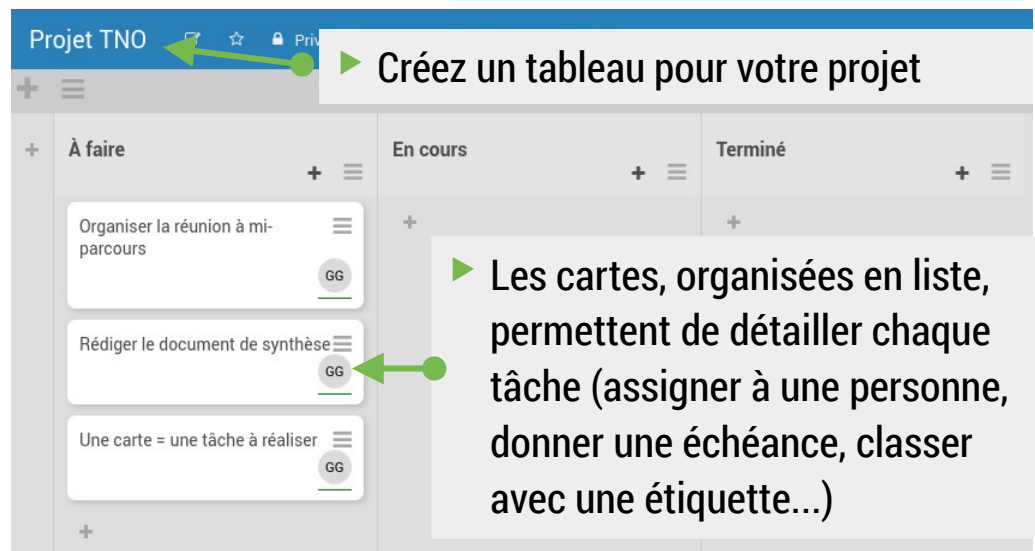 Projet TNO
Créez un tableau pour votre projet
À faire
En cours
Terminé
Organiser la réunion à mi-
parcours
GG
Rédiger le document de synthèse
GG
Une carte = une tâche à réaliser
GG
Les cartes, organisées en liste,
permettent de détailler chaque
tâche (assigner à une personne,
donner une échéance, classer
avec une étiquette...)